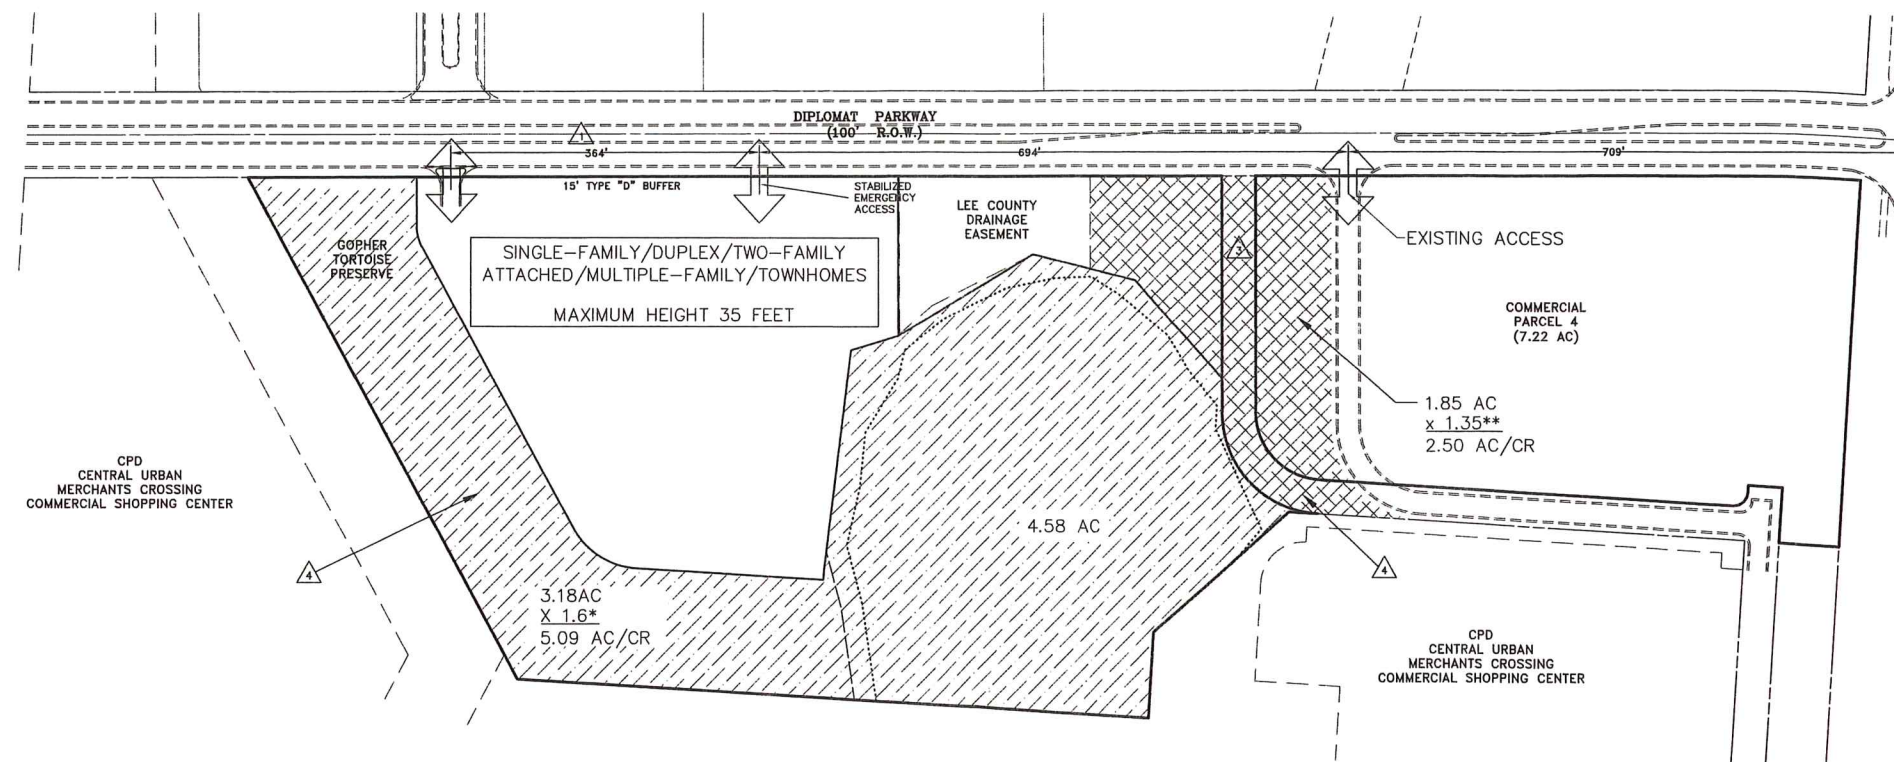 DIPLOMAT PARKWAY
(100' R.O.W.)
1
364'
694'
709'
15' TYPE "D" BUFFER
STABILIZED
EMERGENCY
ACCESS
LEE COUNTY
DRAINAGE
EASEMENT
GOPHER
TORTOISE
PRESERVE
SINGLE-FAMILY/DUPLEX/TWO-FAMILY
ATTACHED/MULTIPLE-FAMILY/TOWNHOMES
MAXIMUM HEIGHT 35 FEET
3
EXISTING ACCESS
COMMERCIAL
PARCEL 4
(7.22 AC)
1.85 AC
x 1.35**
2.50 AC/CR
CPD
CENTRAL URBAN
MERCHANTS CROSSING
COMMERCIAL SHOPPING CENTER
4.58 AC
4
4
3.18AC
X 1.6*
5.09 AC/CR
CPD
CENTRAL URBAN
MERCHANTS CROSSING
COMMERCIAL SHOPPING CENTER